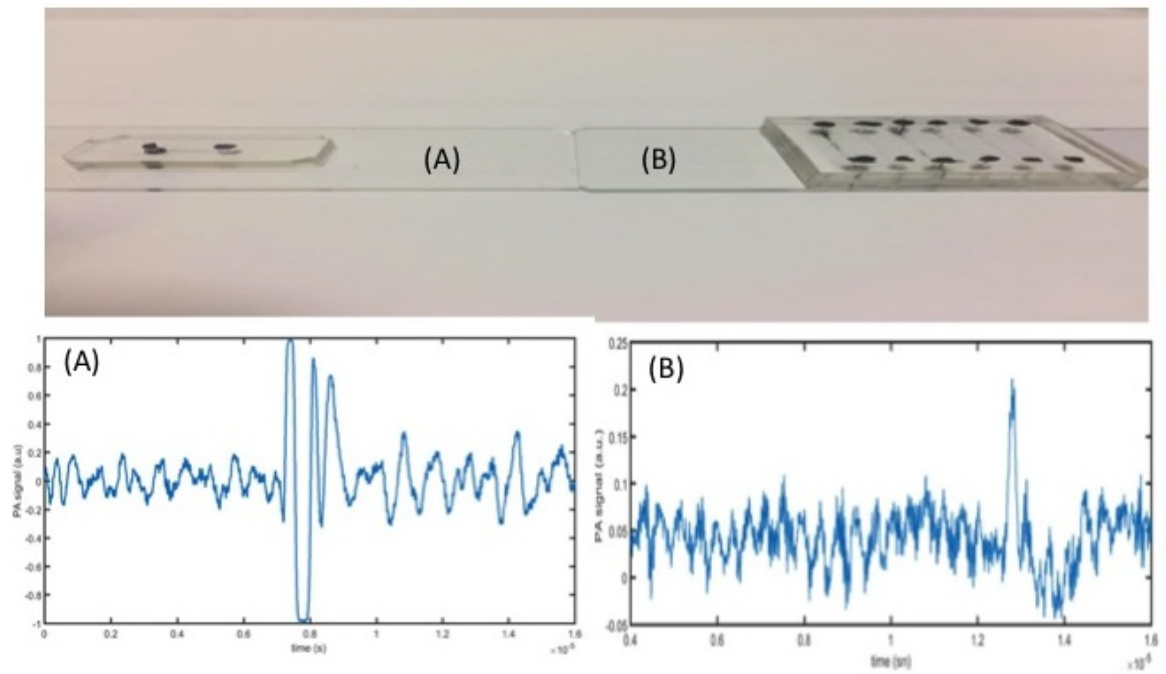 (A)
(B)
(A)
1
0.8
0.6
0.4
0.2
0
-0.2
-0.4
-0.6
-0.8
-1
PA signal (a.u)
0 0.2 0.4 0.6 0.8 1 1.2 1.4 1.6
time (s)
×10⁻⁵
(B)
0.25
0.2
0.15
0.1
0.05
0
-0.05
PA signal (a.u.)
0.4 0.6 0.8 1 1.2 1.4 1.6
time (sn)
×10⁻⁵